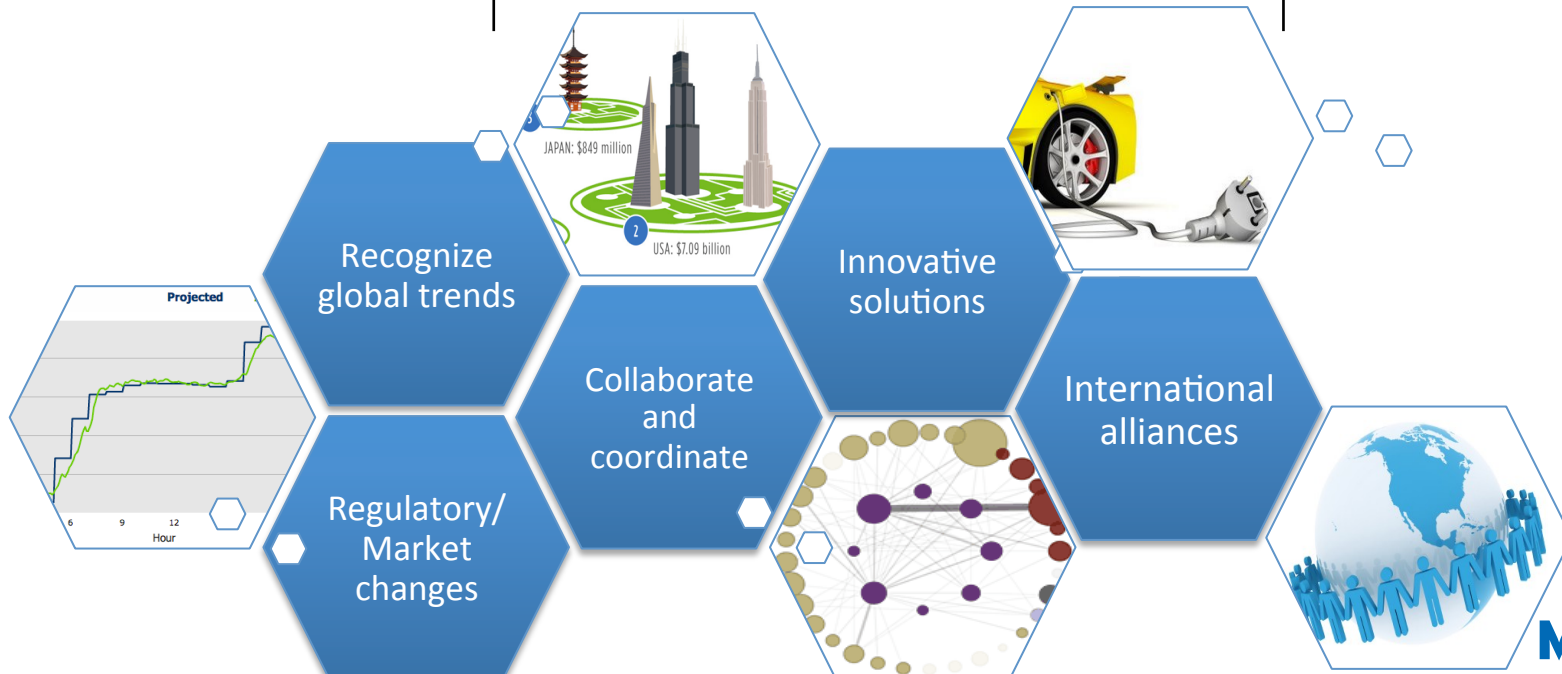 JAPAN: $849 million
2
USA: $7.09 billion
Recognize
global trends
Innovative
solutions
Projected
6 9 12
Hour
Collaborate
and
coordinate
International
alliances
Regulatory/
Market
changes
M